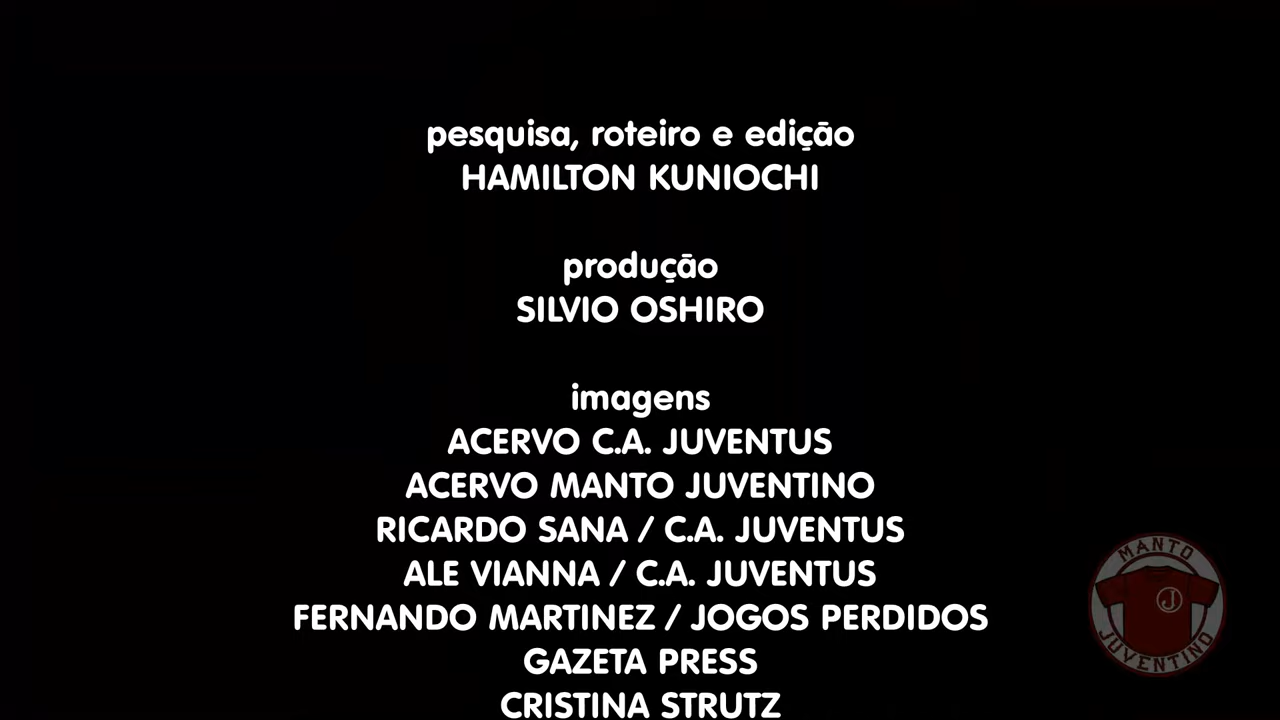 pesquisa, roteiro e edição
HAMILTON KUNIOCHI
produção
SILVIO OSHIRO
imagens
ACERVO C.A. JUVENTUS
ACERVO MANTO JUVENTINO
RICARDO SANA / C.A. JUVENTUS
ALE VIANNA / C.A. JUVENTUS
FERNANDO MARTINEZ / JOGOS PERDIDOS
GAZETA PRESS
CRISTINA STRUTZ
MANTO
J
JUVENTINO